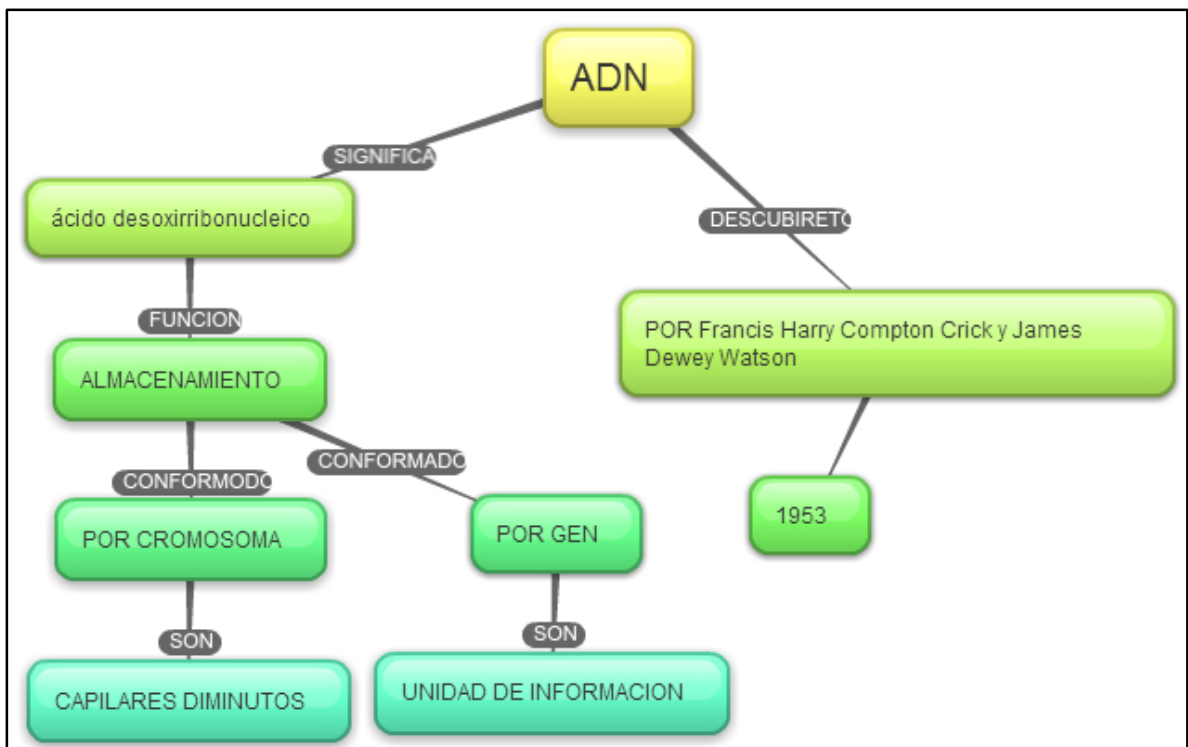 ADN
SIGNIFICA
DESCUBIRETO
ácido desoxirribonucleico
POR Francis Harry Compton Crick y James
Dewey Watson
FUNCION
ALMACENAMIENTO
CONFORMADO
CONFORMODO
1953
POR CROMOSOMA
POR GEN
SON
SON
CAPILARES DIMINUTOS
UNIDAD DE INFORMACION